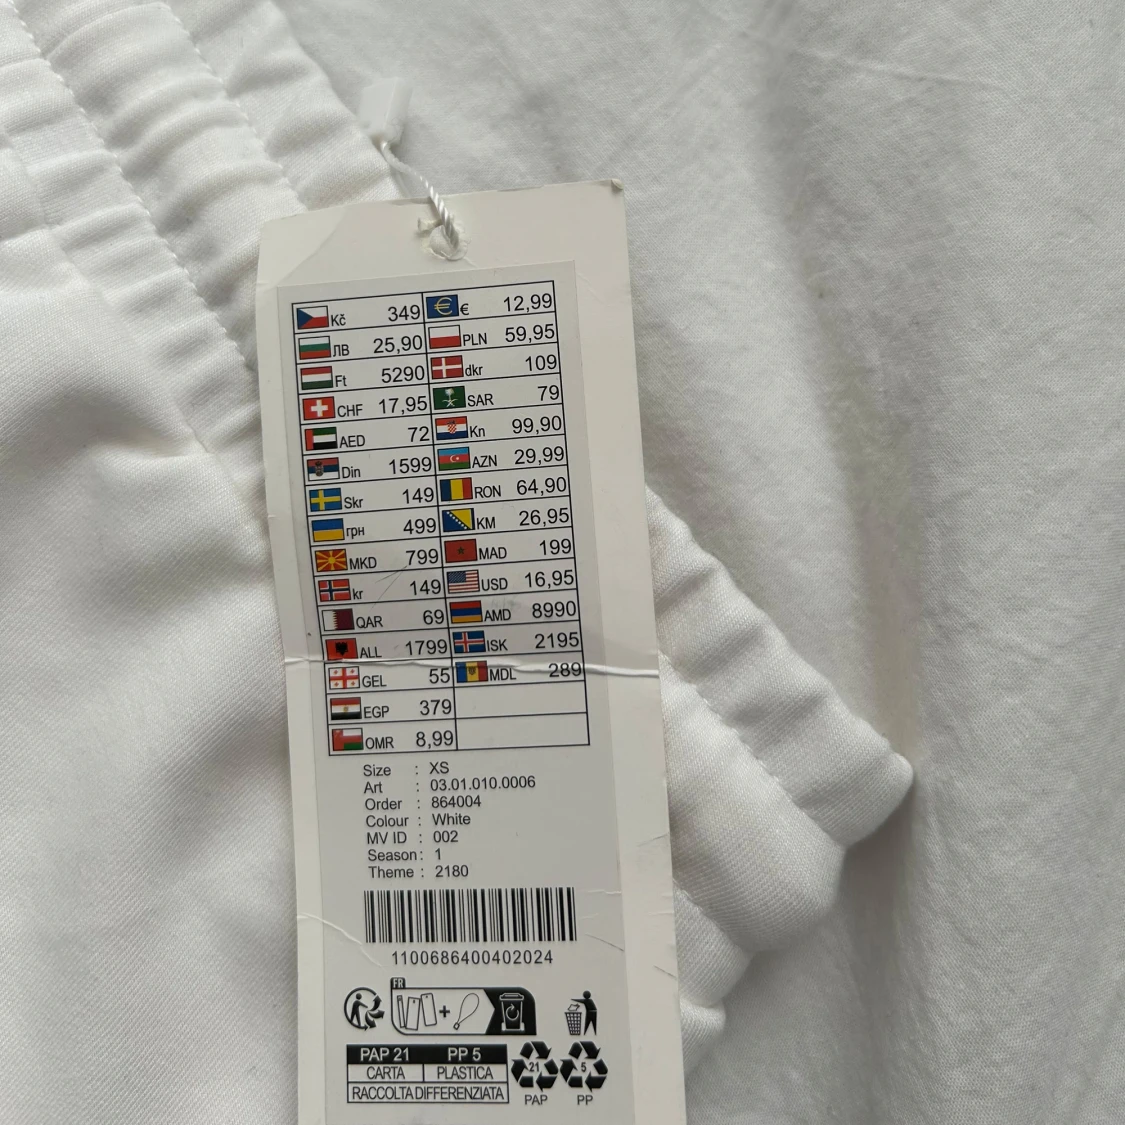 Kč 349 € 12,99
ЛВ 25,90 PLN 59,95
Ft 5290 dkr 109
CHF 17,95 SAR 79
AED 72 Kn 99,90
Din 1599 AZN 29,99
Skr 149 RON 64,90
грн 499 KM 26,95
MKD 799 MAD 199
kr 149 USD 16,95
QAR 69 AMD 8990
ALL 1799 ISK 2195
GEL 55 MDL 289
EGP 379
OMR 8,99
Size : XS
Art : 03.01.010.0006
Order : 864004
Colour : White
MV ID : 002
Season : 1
Theme : 2180
1100686400402024
FR
+
PAP 21 PP 5
CARTA PLASTICA
RACCOLTA DIFFERENZIATA
21 5
PAP PP